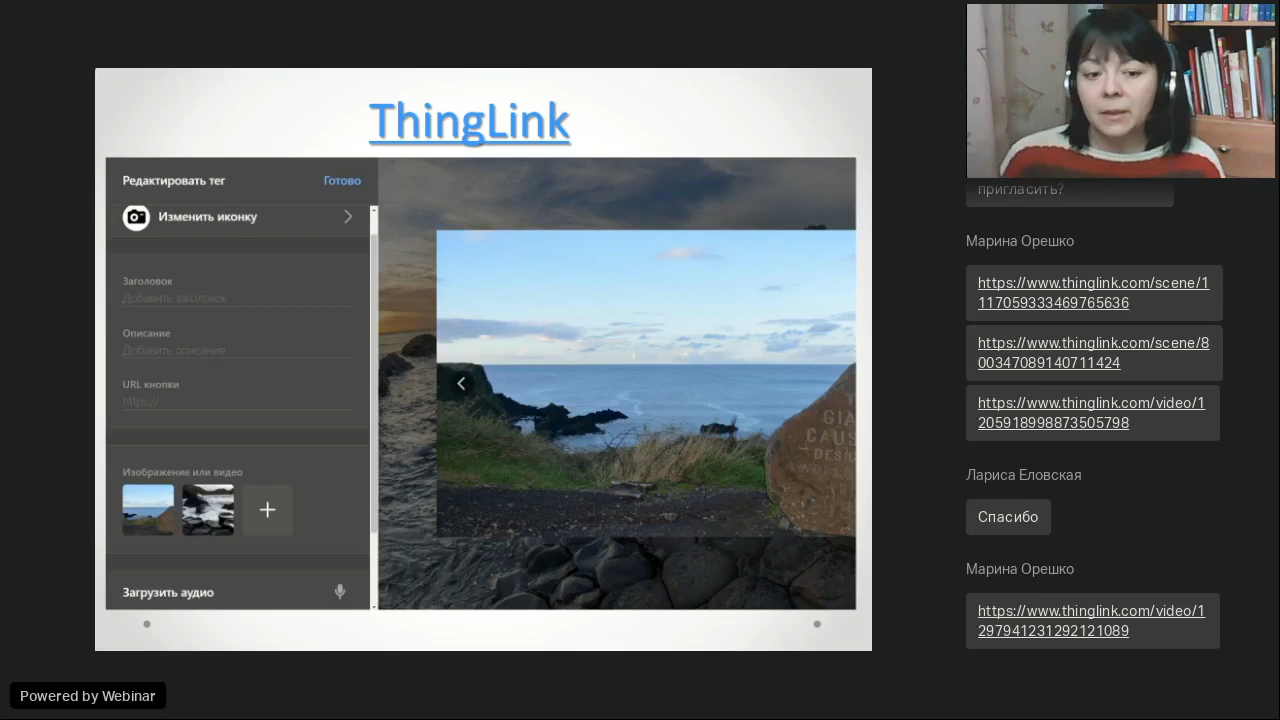 ThingLink
Редактировать тег
Готово
Изменить иконку
Заголовок
Добавить заголовок
Описание
Добавить описание
URL кнопки
https://
Изображение или видео
Загрузить аудио
GIA
CAUS
DESI
пригласить?
Марина Орешко
https://www.thinglink.com/scene/1
117059333469765636
https://www.thinglink.com/scene/8
00347089140711424
https://www.thinglink.com/video/1
205918998873505798
Лариса Еловская
Спасибо
Марина Орешко
https://www.thinglink.com/video/1
297941231292121089
Powered by Webinar